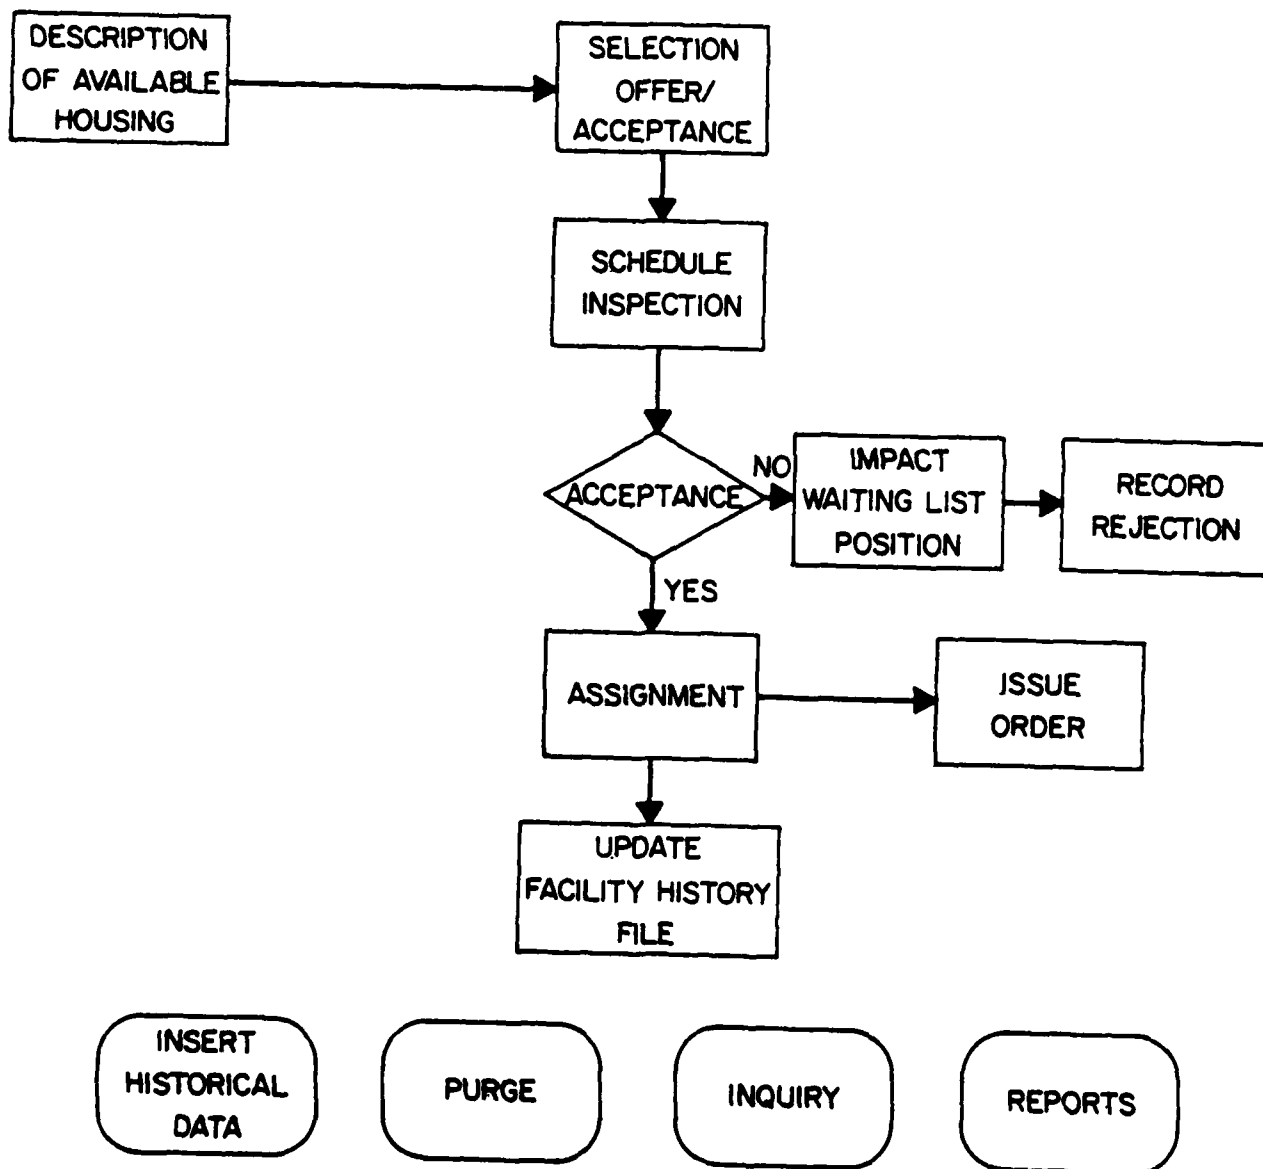 DESCRIPTION
OF AVAILABLE
HOUSING
SELECTION
OFFER/
ACCEPTANCE
SCHEDULE
INSPECTION
ACCEPTANCE
NO
IMPACT
WAITING LIST
POSITION
RECORD
REJECTION
YES
ASSIGNMENT
ISSUE
ORDER
UPDATE
FACILITY HISTORY
FILE
INSERT
HISTORICAL
DATA
PURGE
INQUIRY
REPORTS